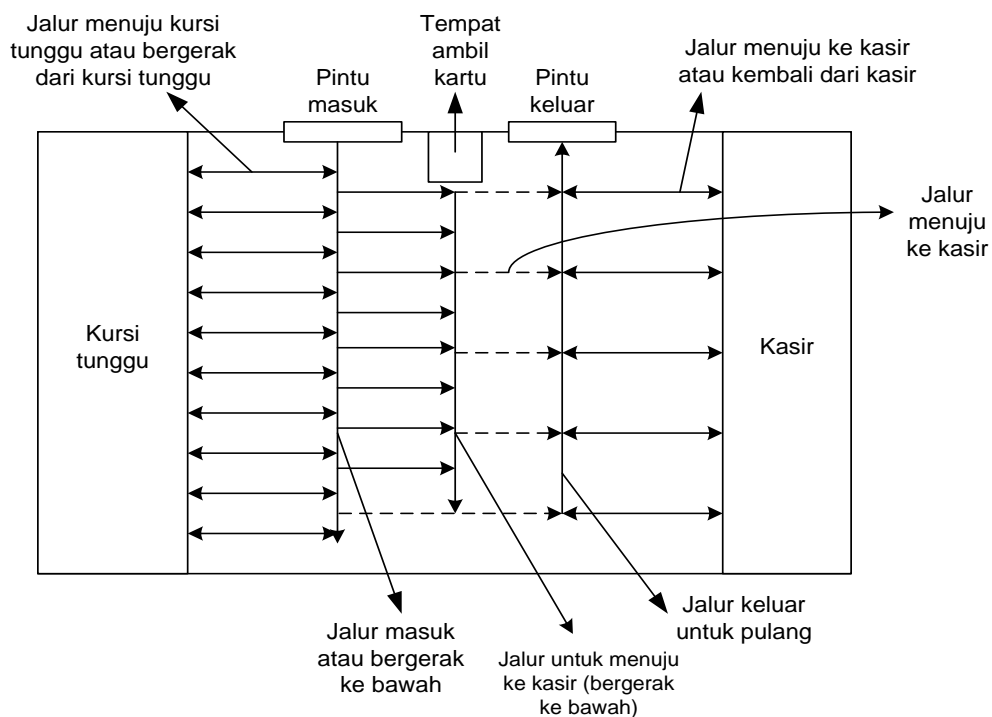 Jalur menuju kursi
tunggu atau bergerak
dari kursi tunggu
Pintu
masuk
Tempat
ambil
kartu
Pintu
keluar
Jalur menuju ke kasir
atau kembali dari kasir
Jalur
menuju
ke kasir
Kursi
tunggu
Kasir
Jalur masuk
atau bergerak
ke bawah
Jalur untuk menuju
ke kasir (bergerak
ke bawah)
Jalur keluar
untuk pulang